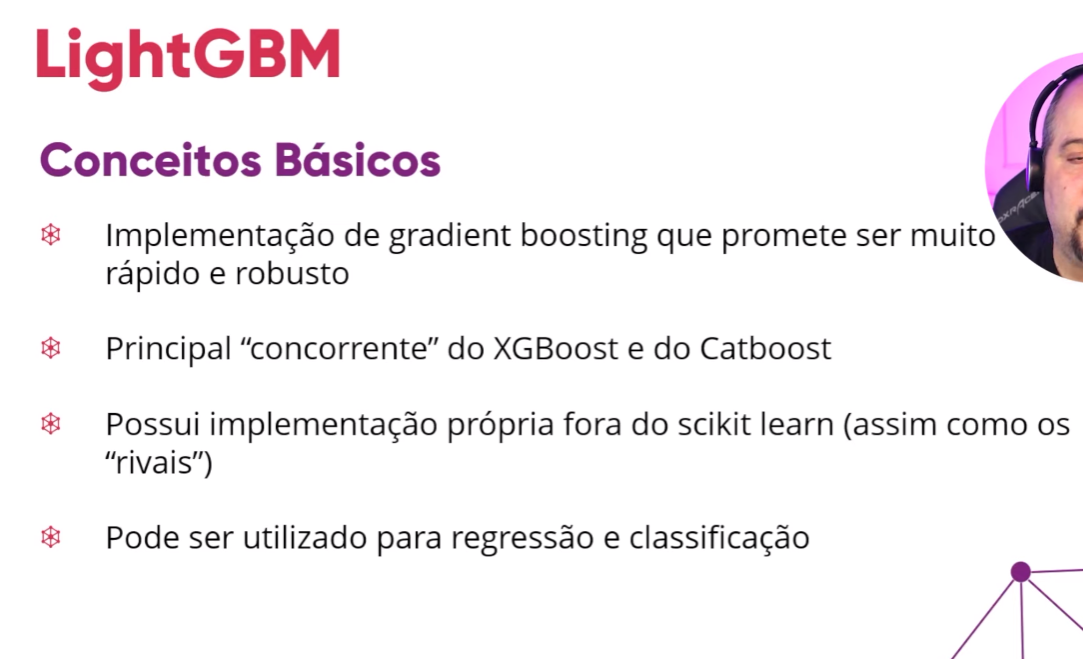 LightGBM
Conceitos Básicos
Implementação de gradient boosting que promete ser muito
rápido e robusto
Principal “concorrente” do XGBoost e do Catboost
Possui implementação própria fora do scikit learn (assim como os
“rivais”)
Pode ser utilizado para regressão e classificação